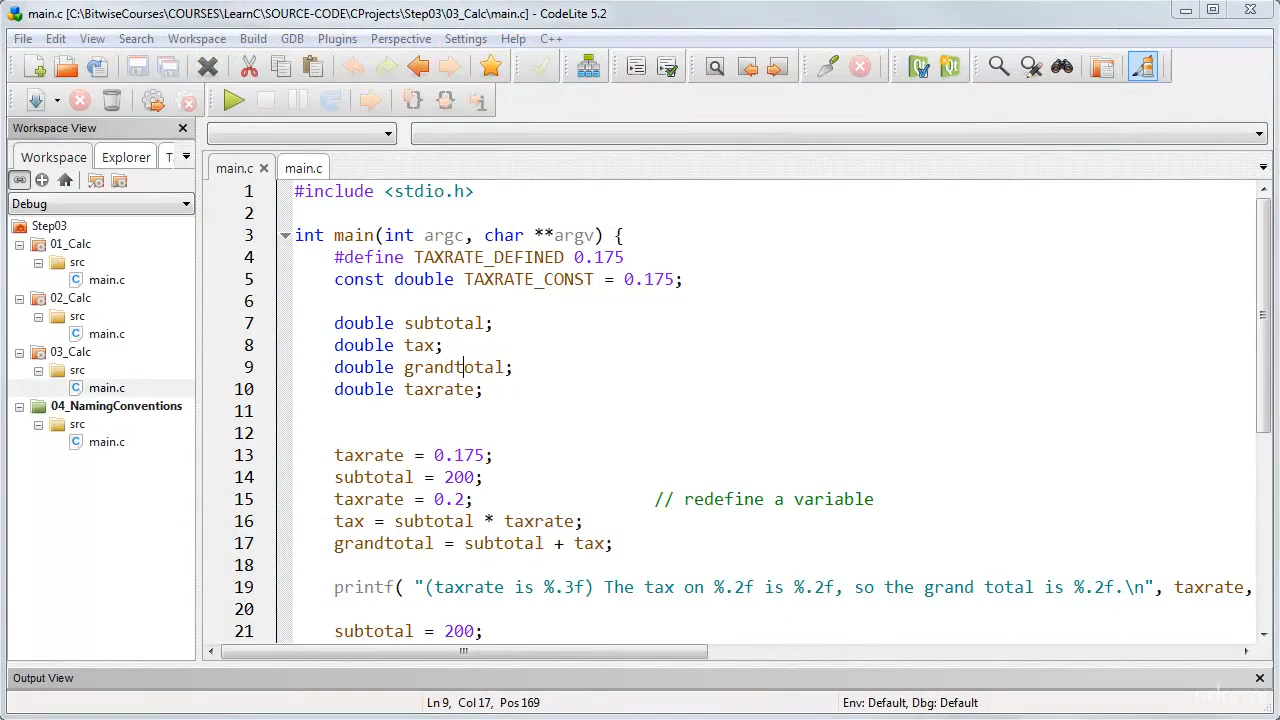 main.c [C:\BitwiseCourses\COURSES\LearnC\SOURCE-CODE\CProjects\Step03\03_Calc\main.c] - CodeLite 5.2
File Edit View Search Workspace Build GDB Plugins Perspective Settings Help C++
Workspace View
Workspace Explorer T
Debug
Step03
01_Calc
src
main.c
02_Calc
src
main.c
03_Calc
src
main.c
04_NamingConventions
src
main.c
main.c main.c
1 #include <stdio.h>
2
3 int main(int argc, char **argv) {
4 #define TAXRATE_DEFINED 0.175
5 const double TAXRATE_CONST = 0.175;
6
7 double subtotal;
8 double tax;
9 double grandtotal;
10 double taxrate;
11
12
13 taxrate = 0.175;
14 subtotal = 200;
15 taxrate = 0.2; // redefine a variable
16 tax = subtotal * taxrate;
17 grandtotal = subtotal + tax;
18
19 printf( "(taxrate is %.3f) The tax on %.2f is %.2f, so the grand total is %.2f.\n", taxrate,
20
21 subtotal = 200;
Output View
Ln 9, Col 17, Pos 169 Env: Default, Dbg: Default